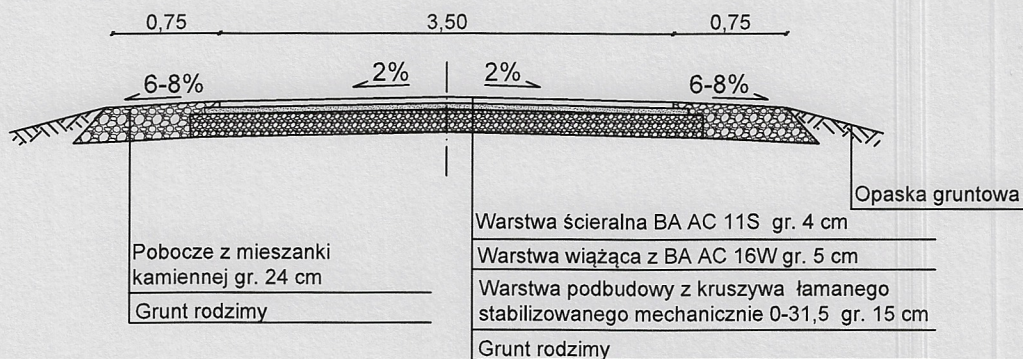 0,75 3,50 0,75
6-8% 2% 2% 6-8%
Opaska gruntowa
Warstwa ścieralna BA AC 11S gr. 4 cm
Warstwa wiążąca z BA AC 16W gr. 5 cm
Warstwa podbudowy z kruszywa łamanego
stabilizowanego mechanicznie 0-31,5 gr. 15 cm
Grunt rodzimy
Pobocze z mieszanki
kamiennej gr. 24 cm
Grunt rodzimy